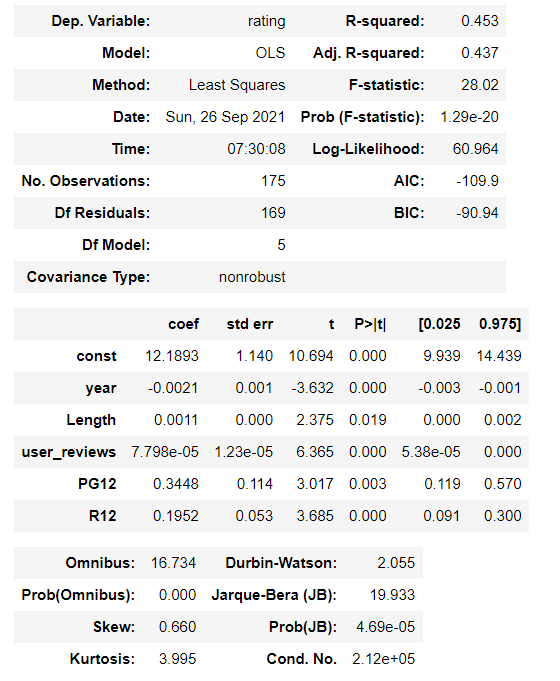 Dep. Variable: rating R-squared: 0.453
Model: OLS Adj. R-squared: 0.437
Method: Least Squares F-statistic: 28.02
Date: Sun, 26 Sep 2021 Prob (F-statistic): 1.29e-20
Time: 07:30:08 Log-Likelihood: 60.964
No. Observations: 175 AIC: -109.9
Df Residuals: 169 BIC: -90.94
Df Model: 5
Covariance Type: nonrobust
coef std err t P>|t| [0.025 0.975]
const 12.1893 1.140 10.694 0.000 9.939 14.439
year -0.0021 0.001 -3.632 0.000 -0.003 -0.001
Length 0.0011 0.000 2.375 0.019 0.000 0.002
user_reviews 7.798e-05 1.23e-05 6.365 0.000 5.38e-05 0.000
PG12 0.3448 0.114 3.017 0.003 0.119 0.570
R12 0.1952 0.053 3.685 0.000 0.091 0.300
Omnibus: 16.734 Durbin-Watson: 2.055
Prob(Omnibus): 0.000 Jarque-Bera (JB): 19.933
Skew: 0.660 Prob(JB): 4.69e-05
Kurtosis: 3.995 Cond. No. 2.12e+05